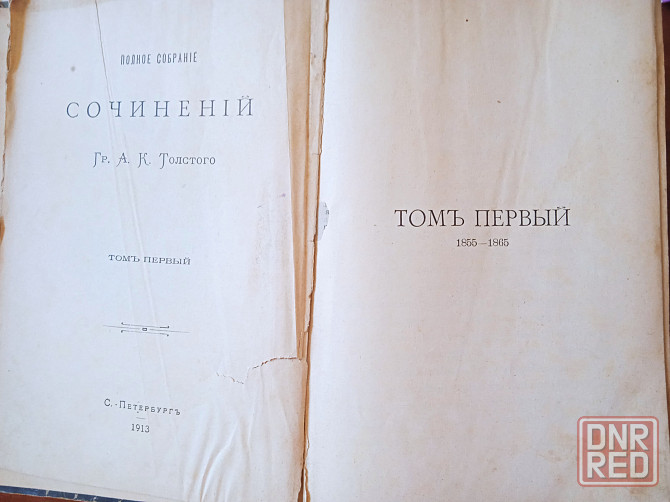 ПОЛНОЕ СОБРАНІЕ
СОЧИНЕНІЙ
ГР. А. К. ТОЛСТОГО
ТОМЪ ПЕРВЫЙ
С.-ПЕТЕРБУРГЪ
1913
ТОМЪ ПЕРВЫЙ
1855—1865
DNR
RED